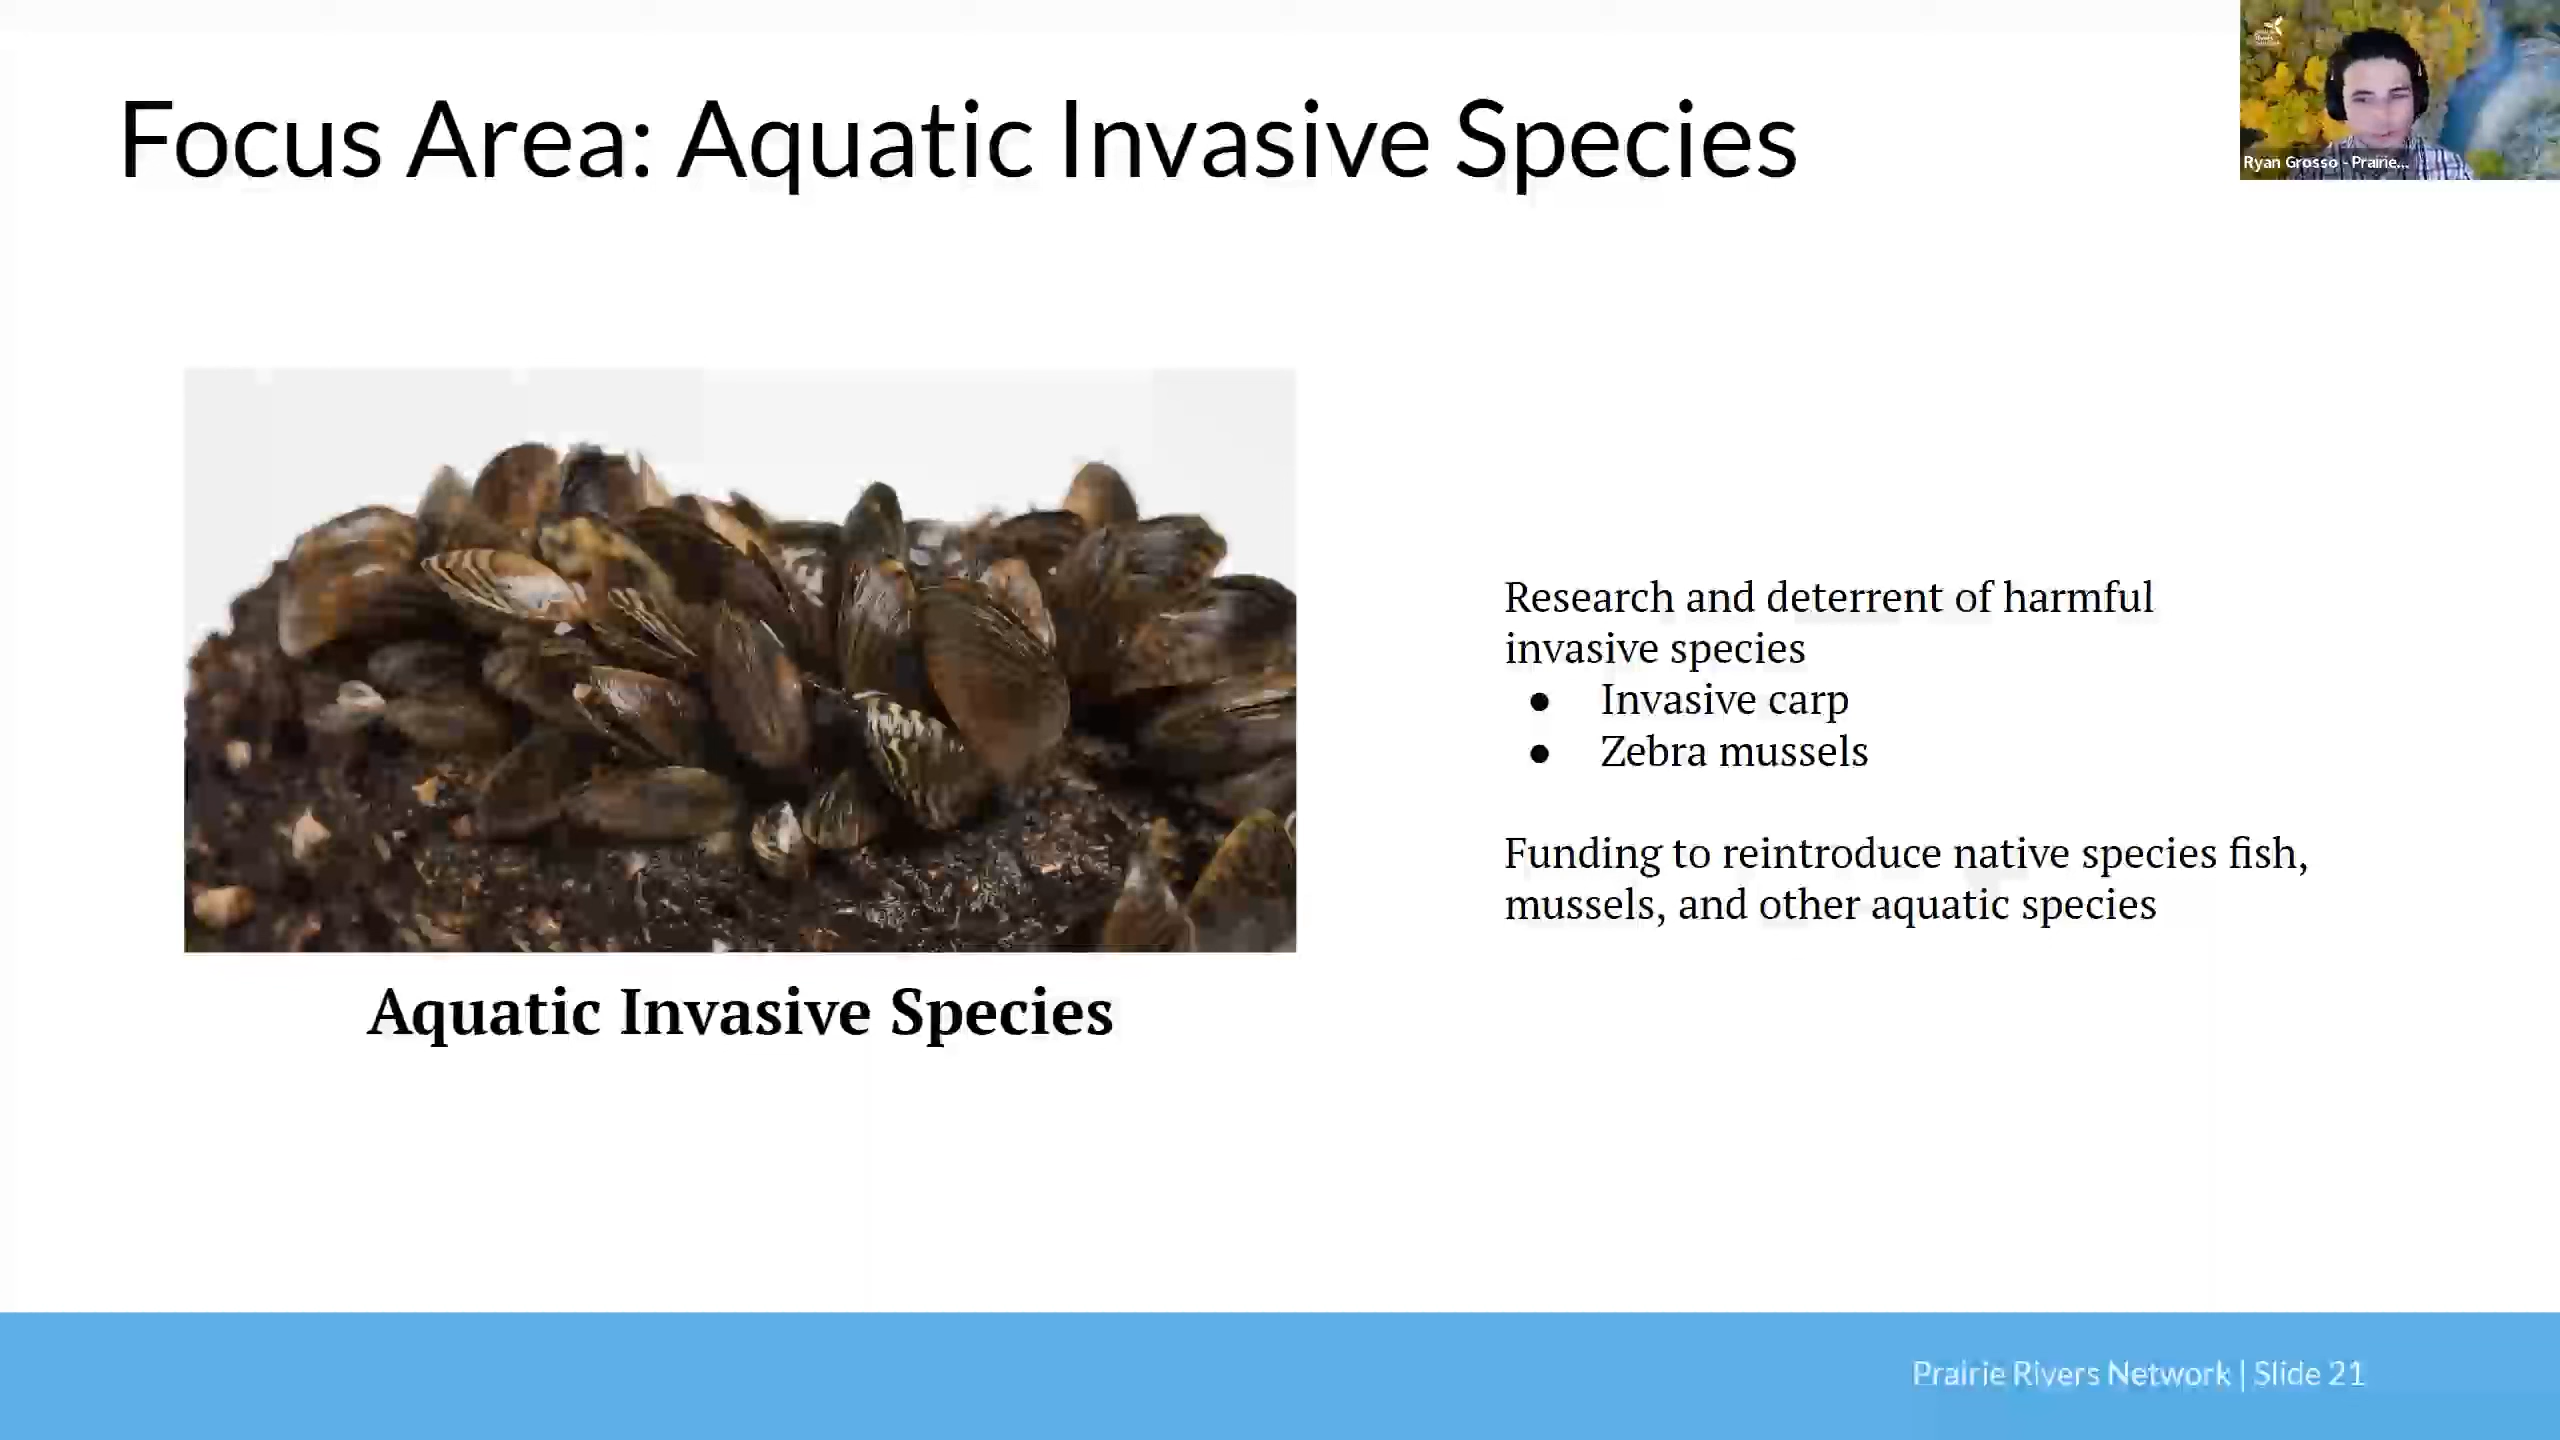 Focus Area: Aquatic Invasive Species
Ryan Grosso - Prairie...
Research and deterrent of harmful
invasive species
● Invasive carp
● Zebra mussels
Funding to reintroduce native species fish,
mussels, and other aquatic species
Aquatic Invasive Species
Prairie Rivers Network | Slide 21